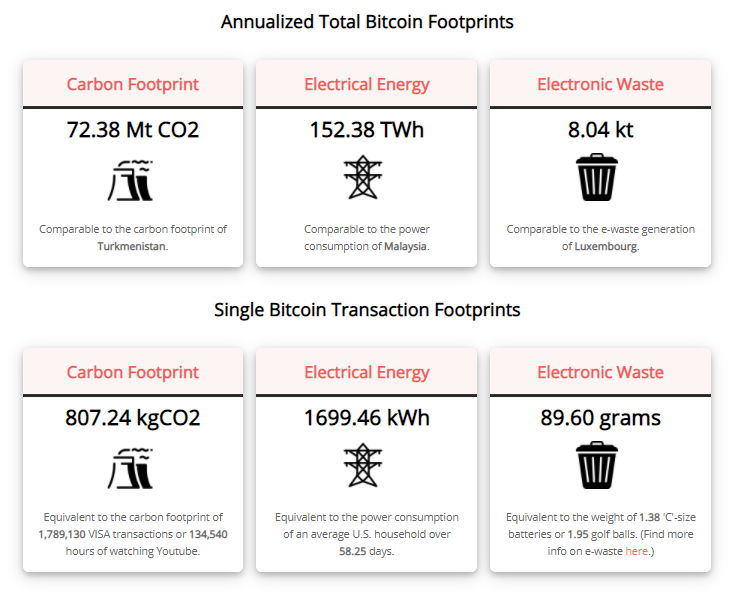 Annualized Total Bitcoin Footprints
Carbon Footprint
72.38 Mt CO2
Comparable to the carbon footprint of
Turkmenistan.
Electrical Energy
152.38 TWh
Comparable to the power
consumption of Malaysia.
Electronic Waste
8.04 kt
Comparable to the e-waste generation
of Luxembourg.
Single Bitcoin Transaction Footprints
Carbon Footprint
807.24 kgCO2
Equivalent to the carbon footprint of
1,789,130 VISA transactions or 134,540
hours of watching Youtube.
Electrical Energy
1699.46 kWh
Equivalent to the power consumption
of an average U.S. household over
58.25 days.
Electronic Waste
89.60 grams
Equivalent to the weight of 1.38 'C'-size
batteries or 1.95 golf balls. (Find more
info on e-waste here.)